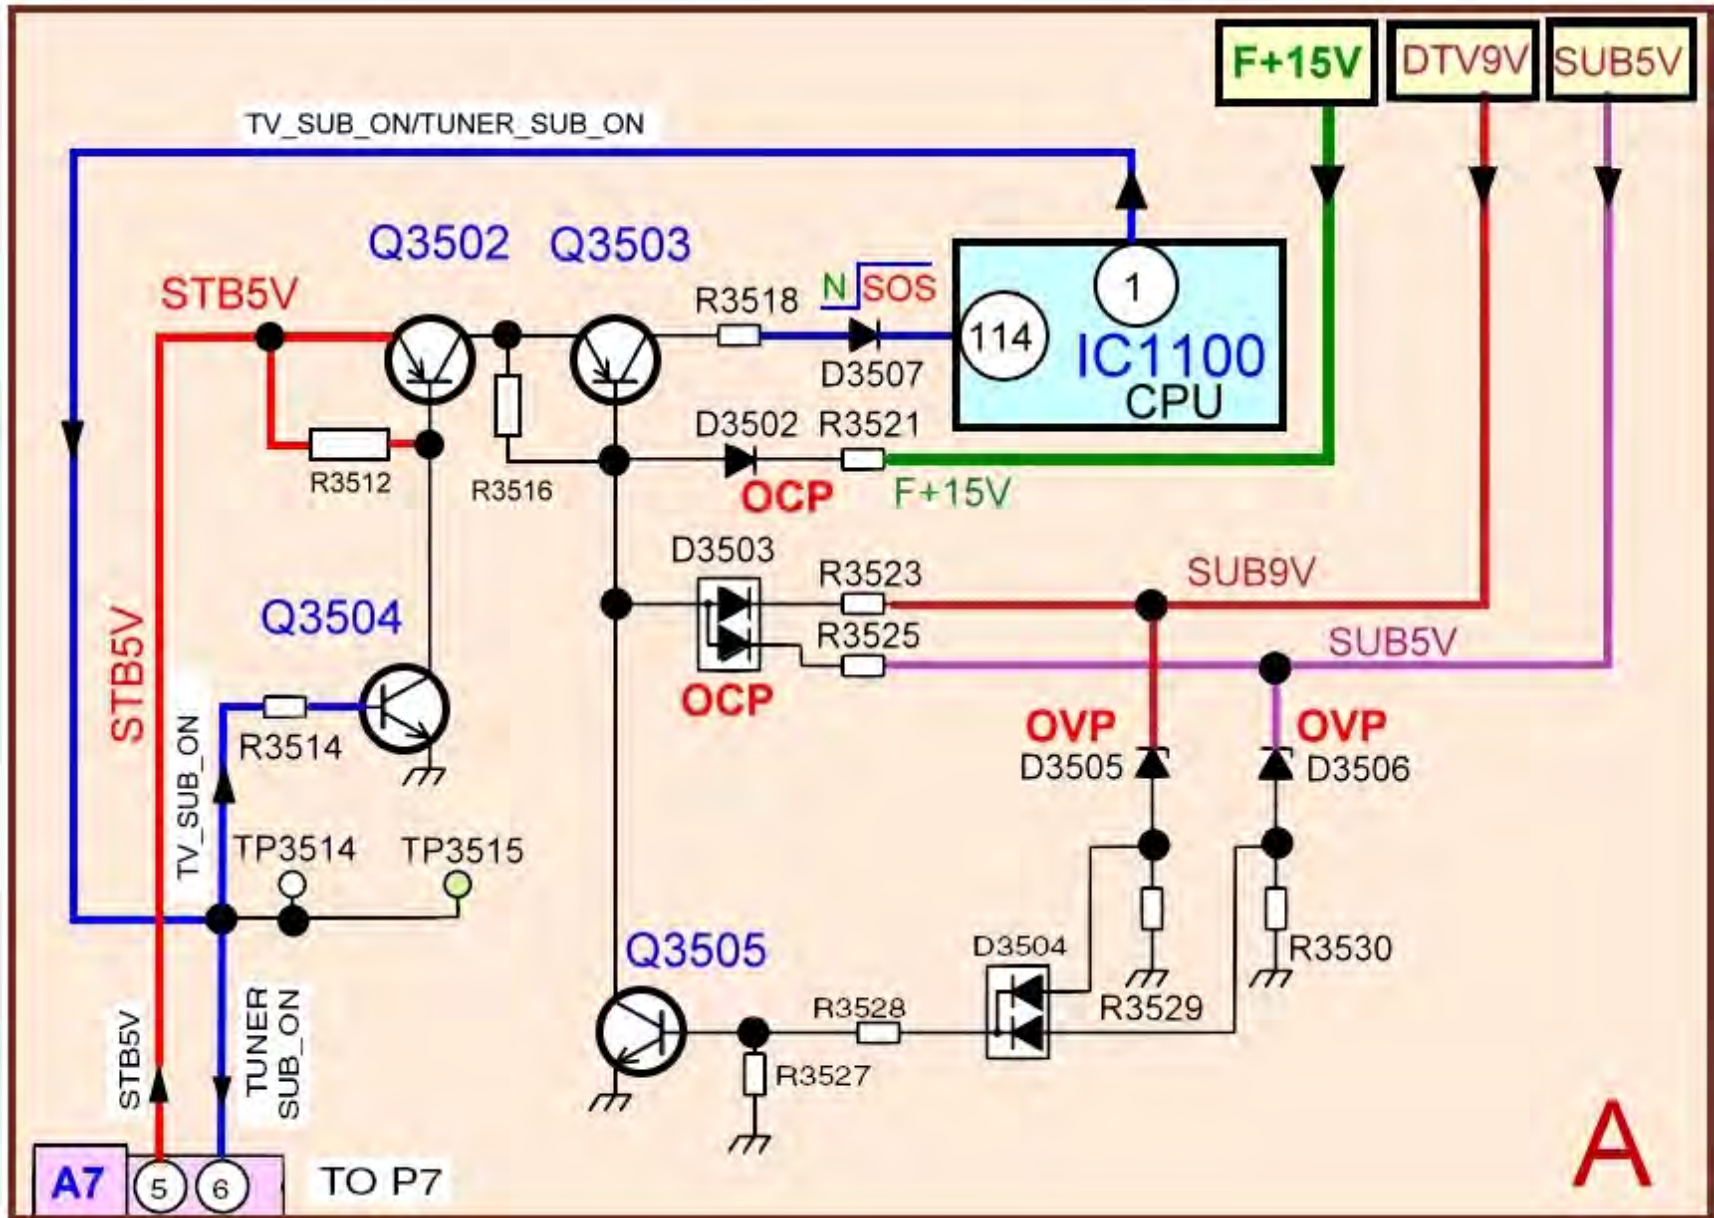 F+15V
DTV9V
SUB5V
TV_SUB_ON/TUNER_SUB_ON
Q3502
Q3503
STB5V
R3518
N
SOS
1
114
IC1100
CPU
D3507
D3502
R3521
R3512
R3516
OCP
F+15V
D3503
R3523
SUB9V
Q3504
R3525
SUB5V
STB5V
OCP
OVP
OVP
TV_SUB_ON
R3514
D3505
D3506
TP3514
TP3515
Q3505
D3504
R3530
R3528
R3529
STB5V
TUNER
SUB_ON
R3527
A7
5
6
TO P7
A